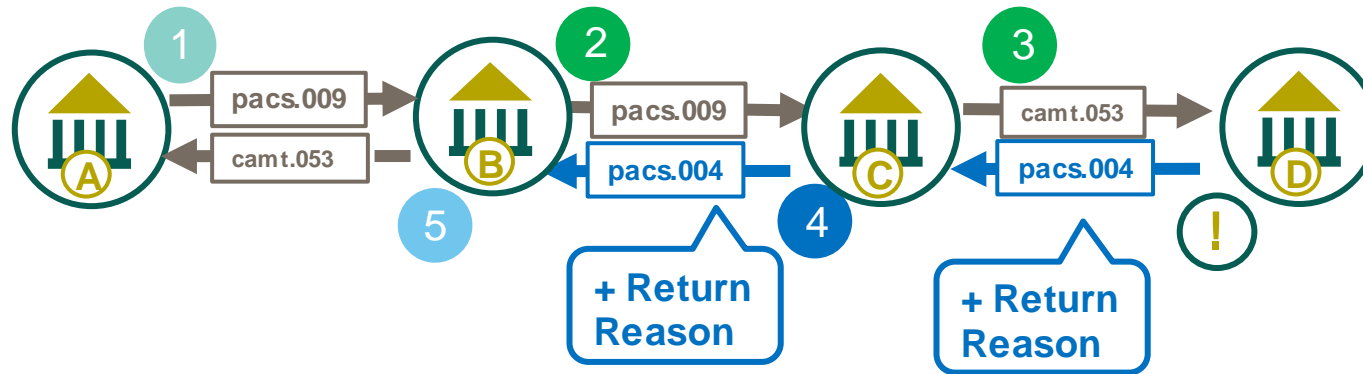 1
2
3
pacs.009
pacs.009
camt.053
camt.053
pacs.004
pacs.004
A
B
C
D
5
4
!
+ Return
Reason
+ Return
Reason